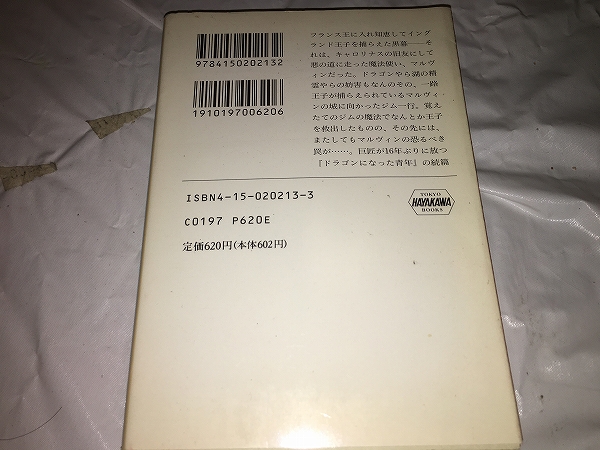 フランス王に入れ知恵してイング
ランド王子を捕らえた黒幕――そ
れは、キャロリナスの旧友にして
悪の道に走った魔法使い、マルヴ
ィンだった。ドラゴンやら湖の精
霊やらの妨害もなんのその、一路
王子が捕らえられているマルヴィ
ンの城に向かったジム一行。覚え
たてのジムの魔法でなんとか王子
を救出したものの、その先には、
またしてもマルヴィンの恐るべき
罠が……。巨匠が16年ぶりに放つ
『ドラゴンになった青年』の続篇
9784150202132
1910197006206
ISBN4-15-020213-3
C0197 P620E
定価620円(本体602円)
TOKYO
HAYAKAWA
BOOKS